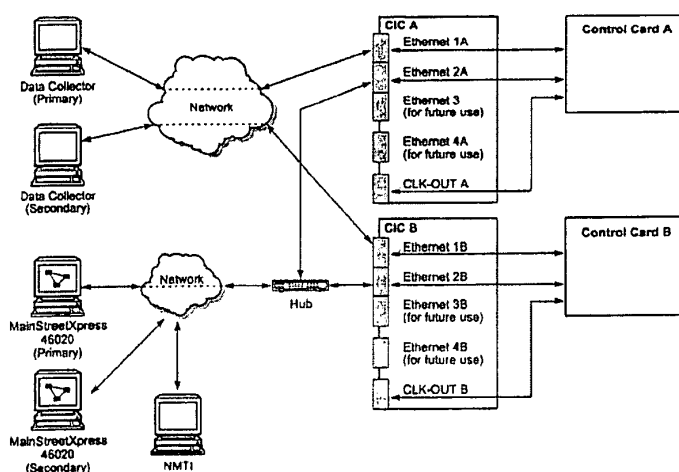 Data Collector
(Primary)
Data Collector
(Secondary)
Network
CIC A
Ethernet 1A
Ethernet 2A
Ethernet 3
(for future use)
Ethernet 4A
(for future use)
CLK-OUT A
Control Card A
MainStreetXpress
46020
(Primary)
MainStreetXpress
46020
(Secondary)
Network
NMTI
Hub
CIC B
Ethernet 1B
Ethernet 2B
Ethernet 3B
(for future use)
Ethernet 4B
(for future use)
CLK-OUT B
Control Card B